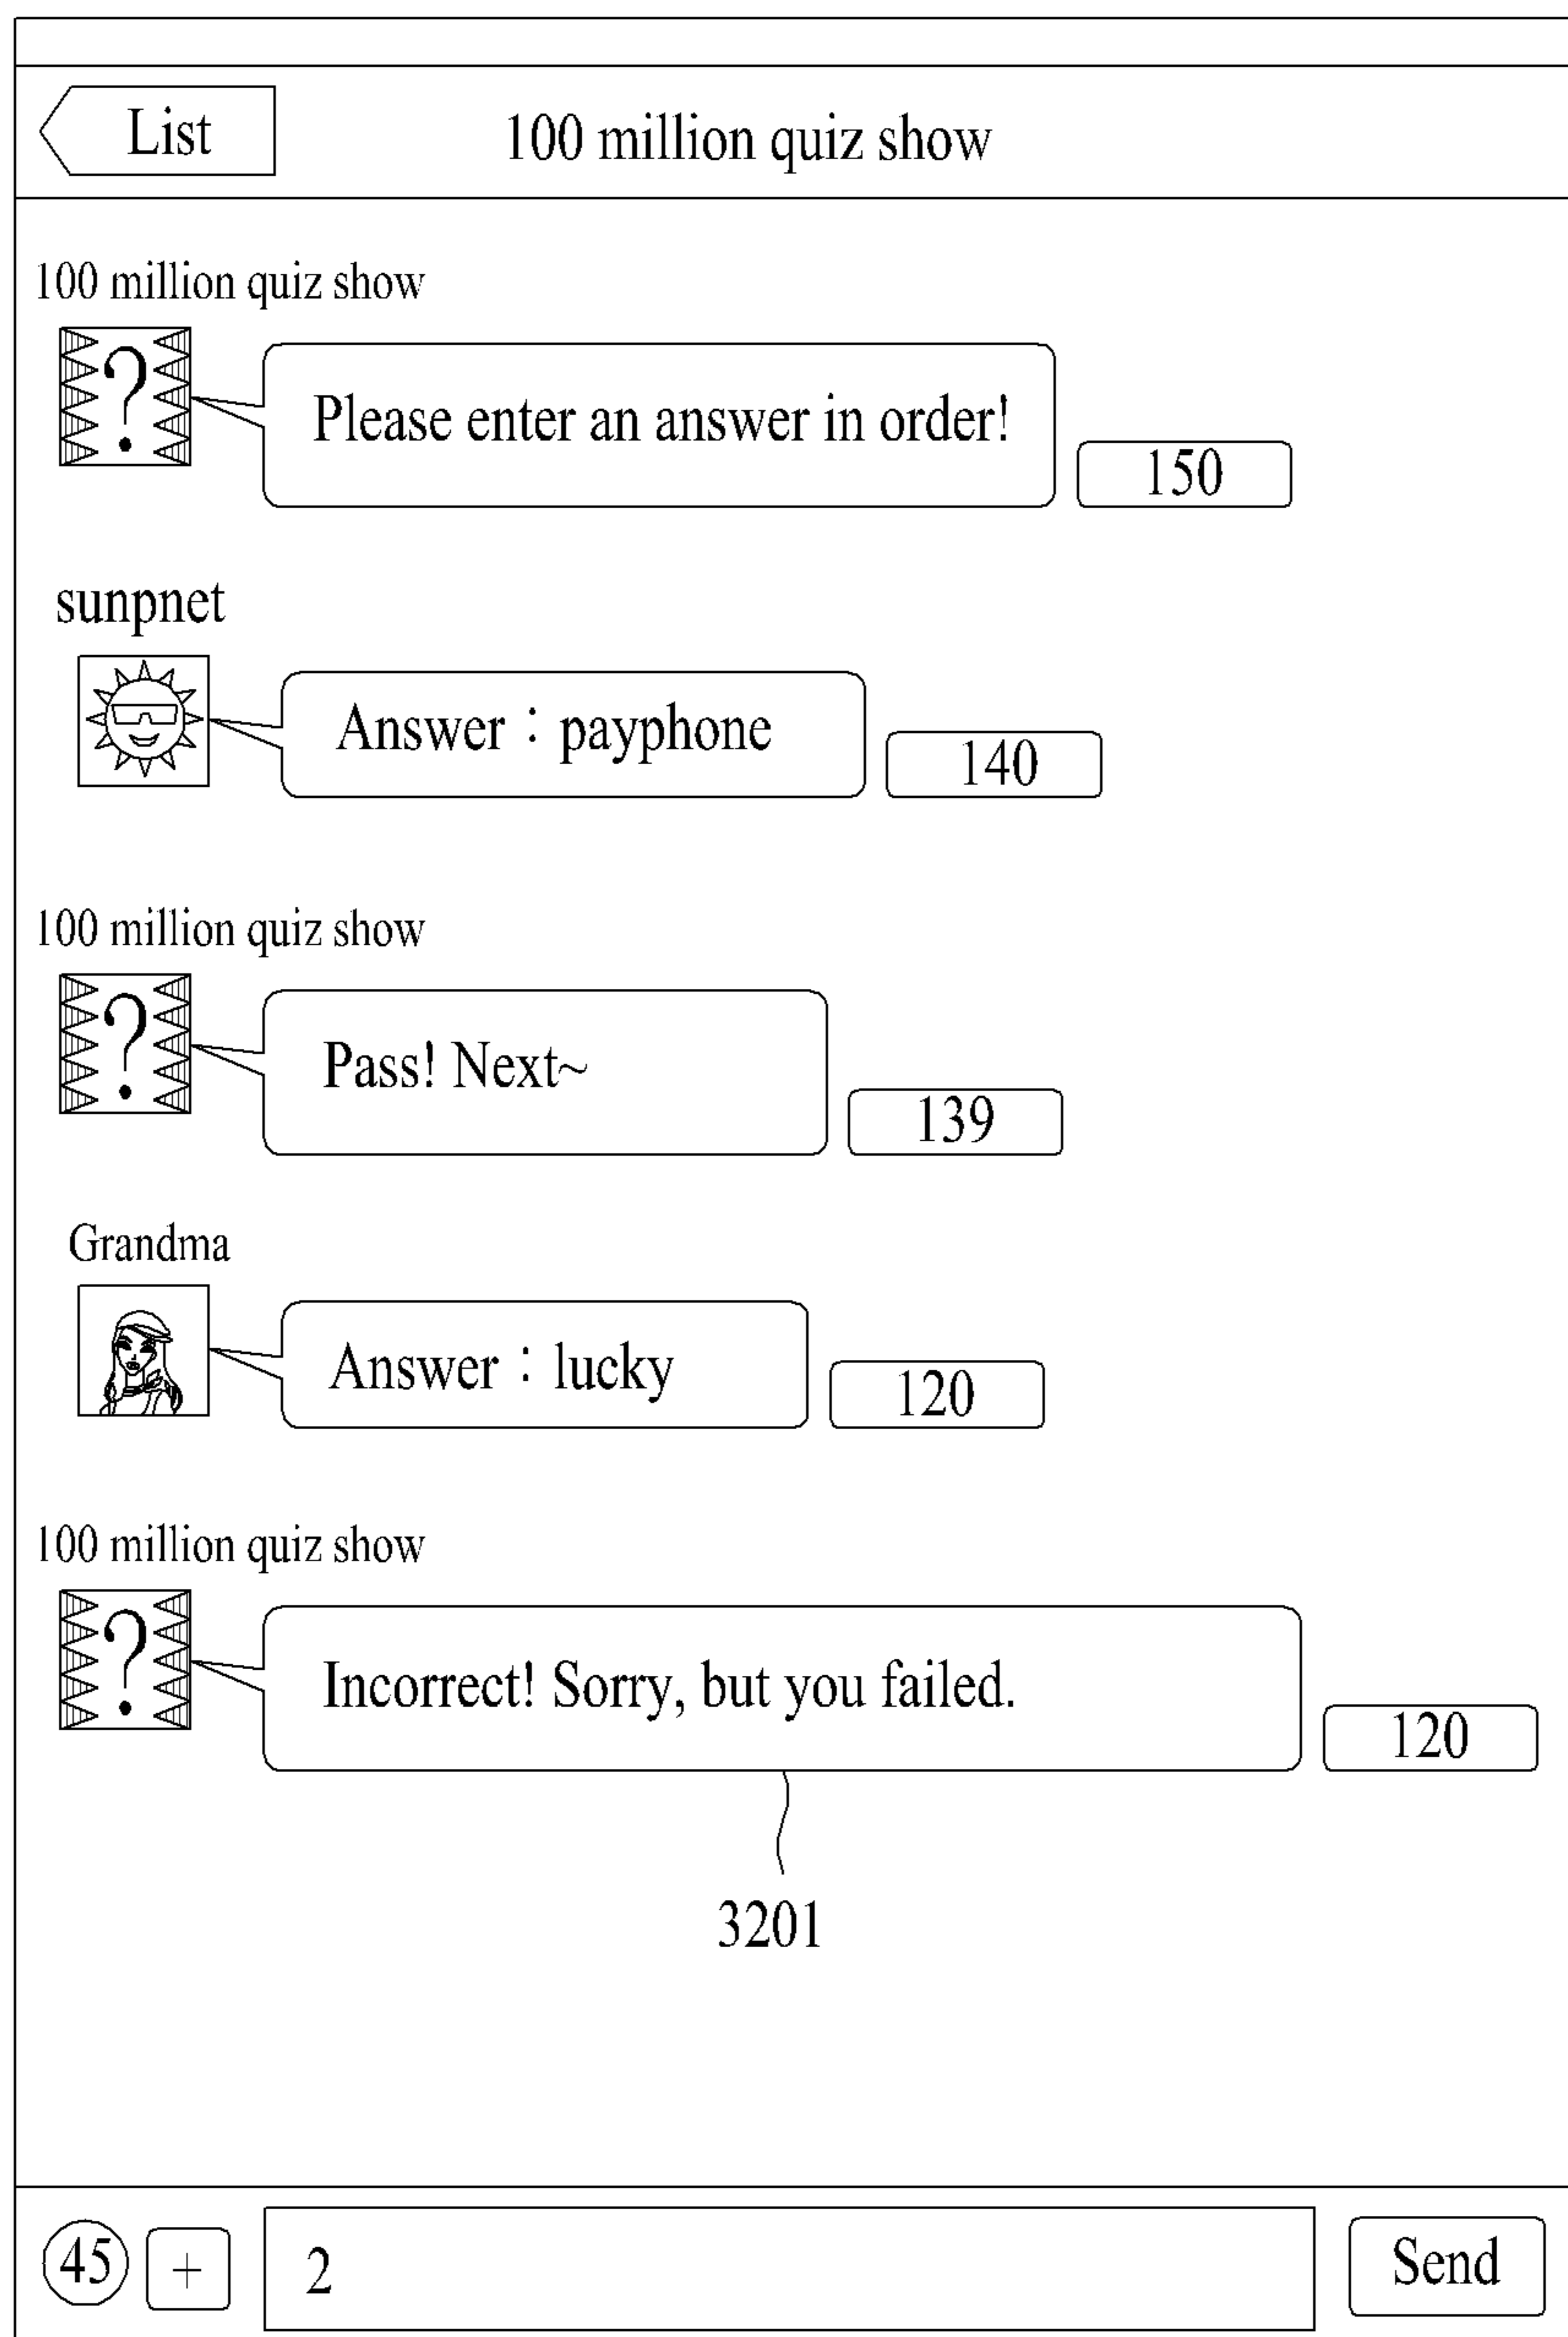 List
100 million quiz show
100 million quiz show
?
Please enter an answer in order!
150
sunpnet
Answer : payphone
140
100 million quiz show
?
Pass! Next~
139
Grandma
Answer : lucky
120
100 million quiz show
?
Incorrect! Sorry, but you failed.
120
3201
45 + 2 Send